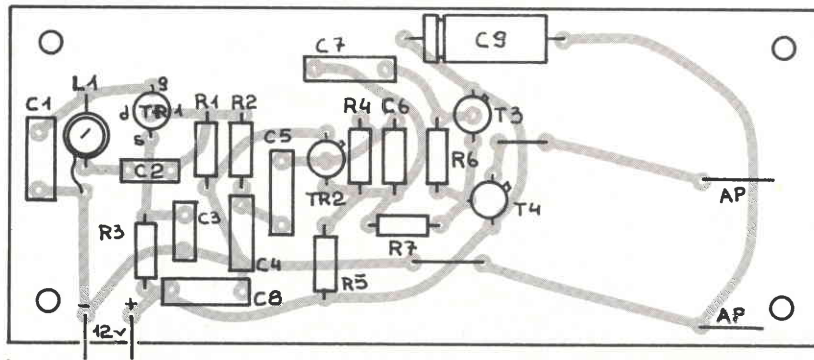 C9
C7
L1
g
C1
d
TR1
R1
R2
R4
C6
T3
s
C5
C2
R6
TR2
AP
T4
C3
R3
R7
C4
R5
C8
-
+
12v
AP